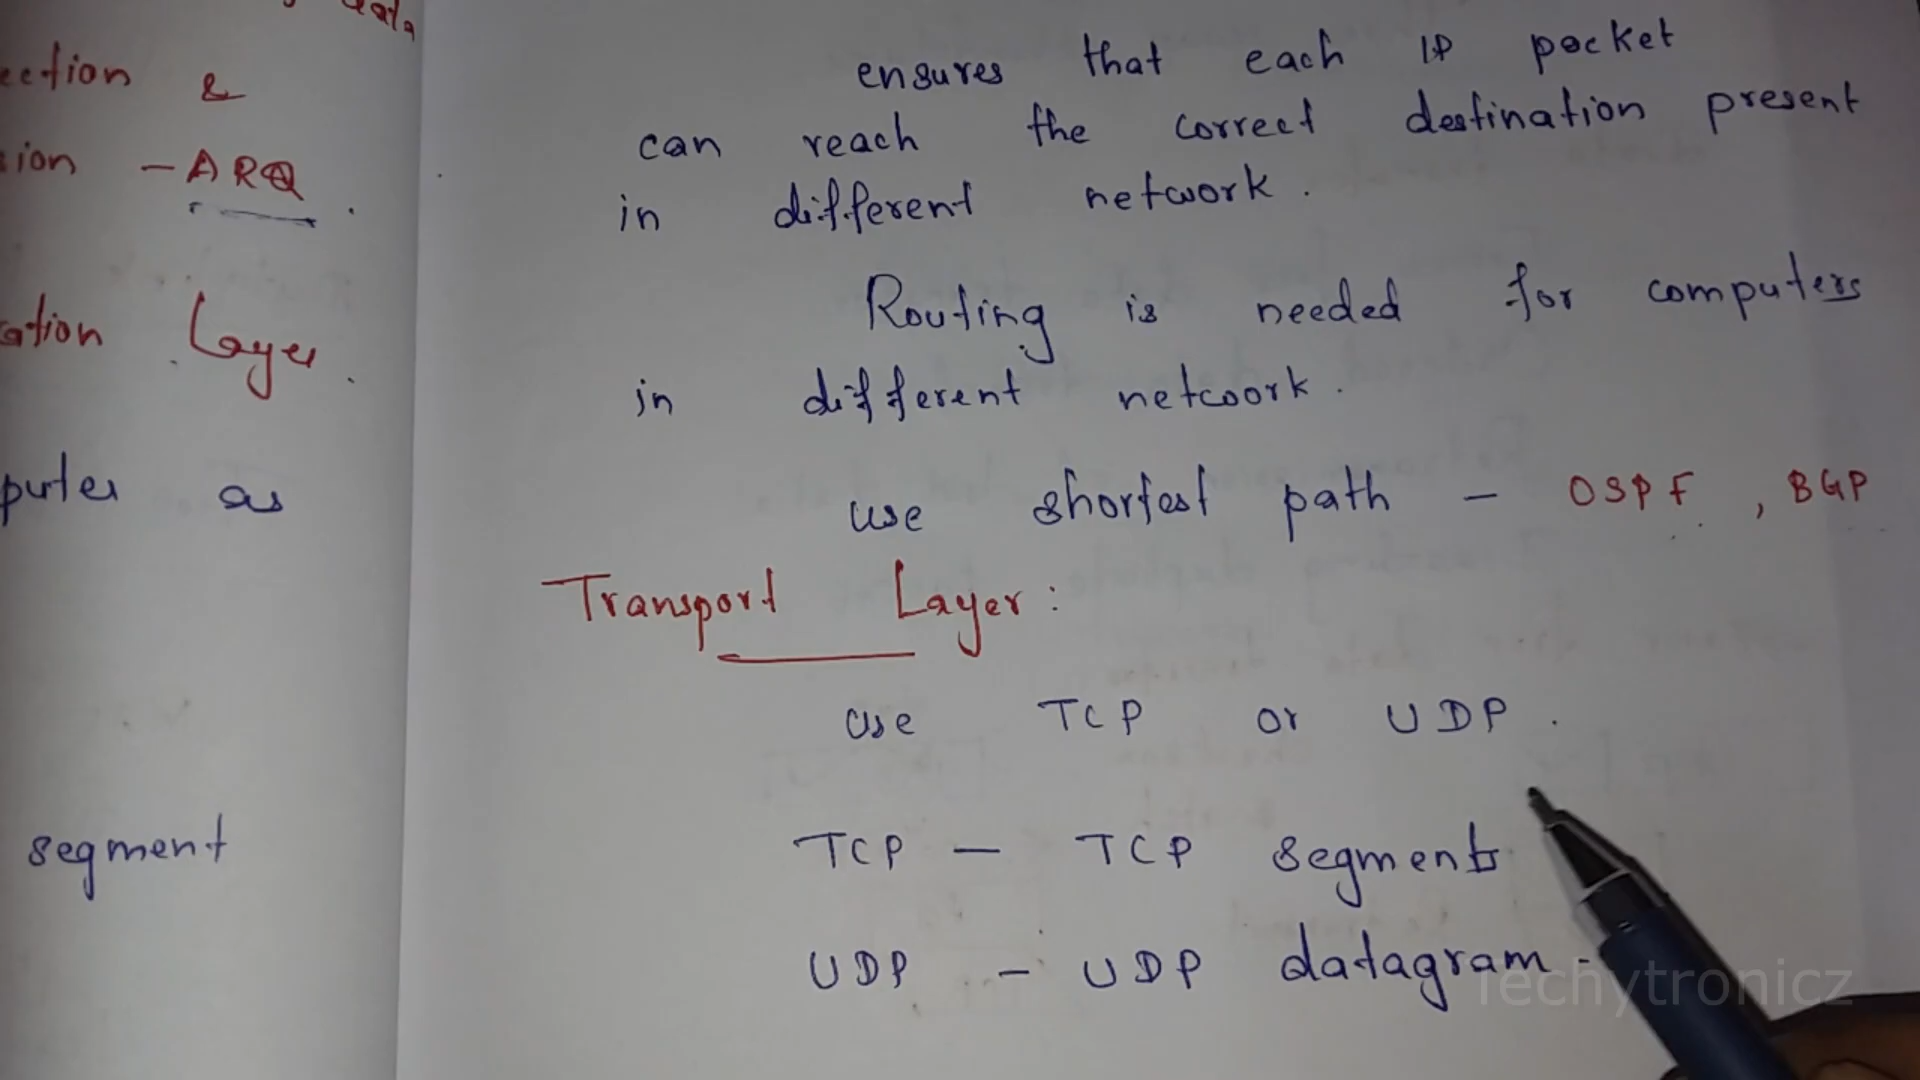 ection &
sion - ARQ .
ation Layer .
puter as
segment
ensures that each IP packet
can reach the correct destination present
in different network .
Routing is needed for computers
in different network .
use shortest path - OSPF , BGP
Transport Layer :
use TCP or UDP .
TCP - TCP segments
UDP - UDP datagram -
Techytronicz